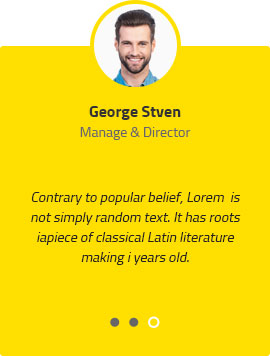 George Stven
Manage & Director
Contrary to popular belief, Lorem is
not simply random text. It has roots
iapiece of classical Latin literature
making i years old.